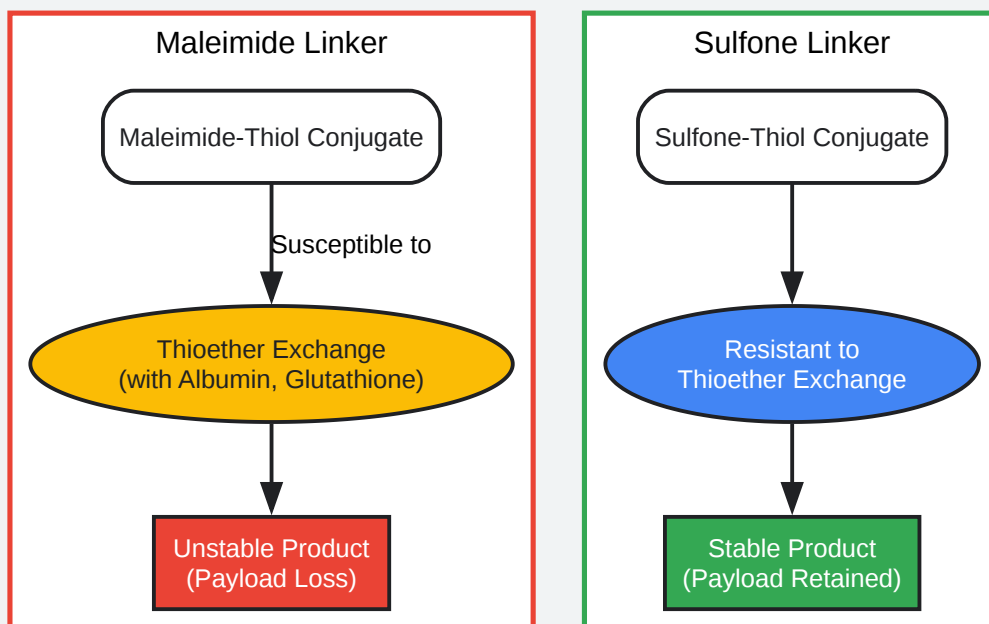 Maleimide Linker
Maleimide-Thiol Conjugate
Susceptible to
Thioether Exchange
(with Albumin, Glutathione)
Unstable Product
(Payload Loss)
Sulfone Linker
Sulfone-Thiol Conjugate
Resistant to
Thioether Exchange
Stable Product
(Payload Retained)